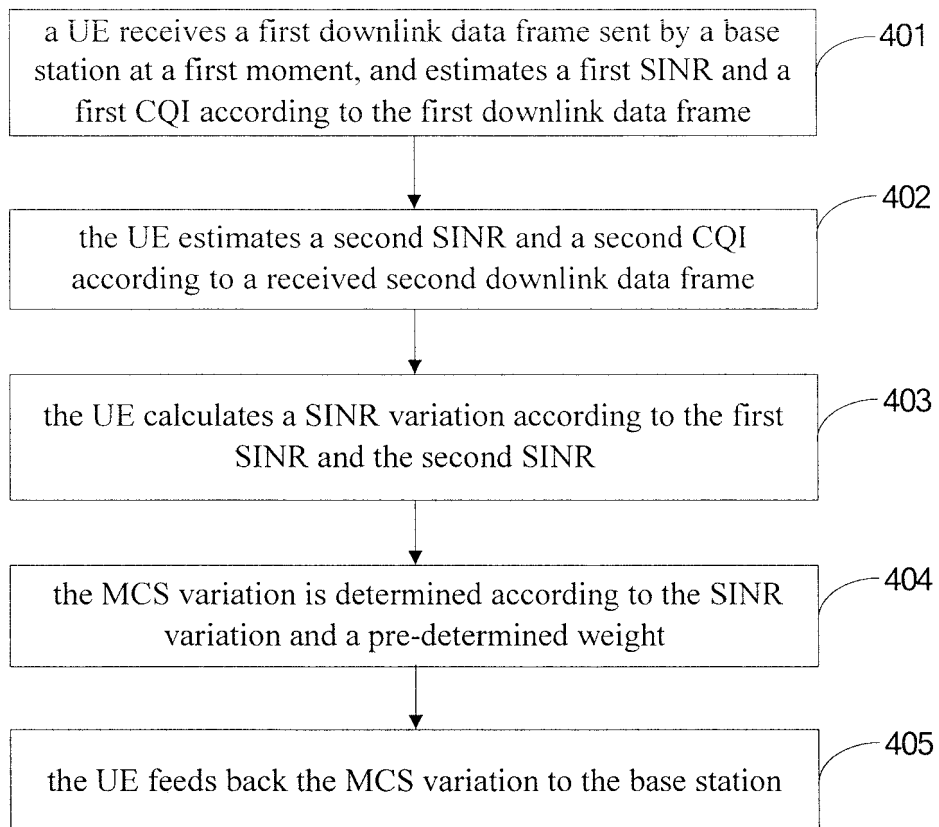 a UE receives a first downlink data frame sent by a base
station at a first moment, and estimates a first SINR and a
first CQI according to the first downlink data frame
401
402
the UE estimates a second SINR and a second CQI
according to a received second downlink data frame
403
the UE calculates a SINR variation according to the first
SINR and the second SINR
404
the MCS variation is determined according to the SINR
variation and a pre-determined weight
405
the UE feeds back the MCS variation to the base station